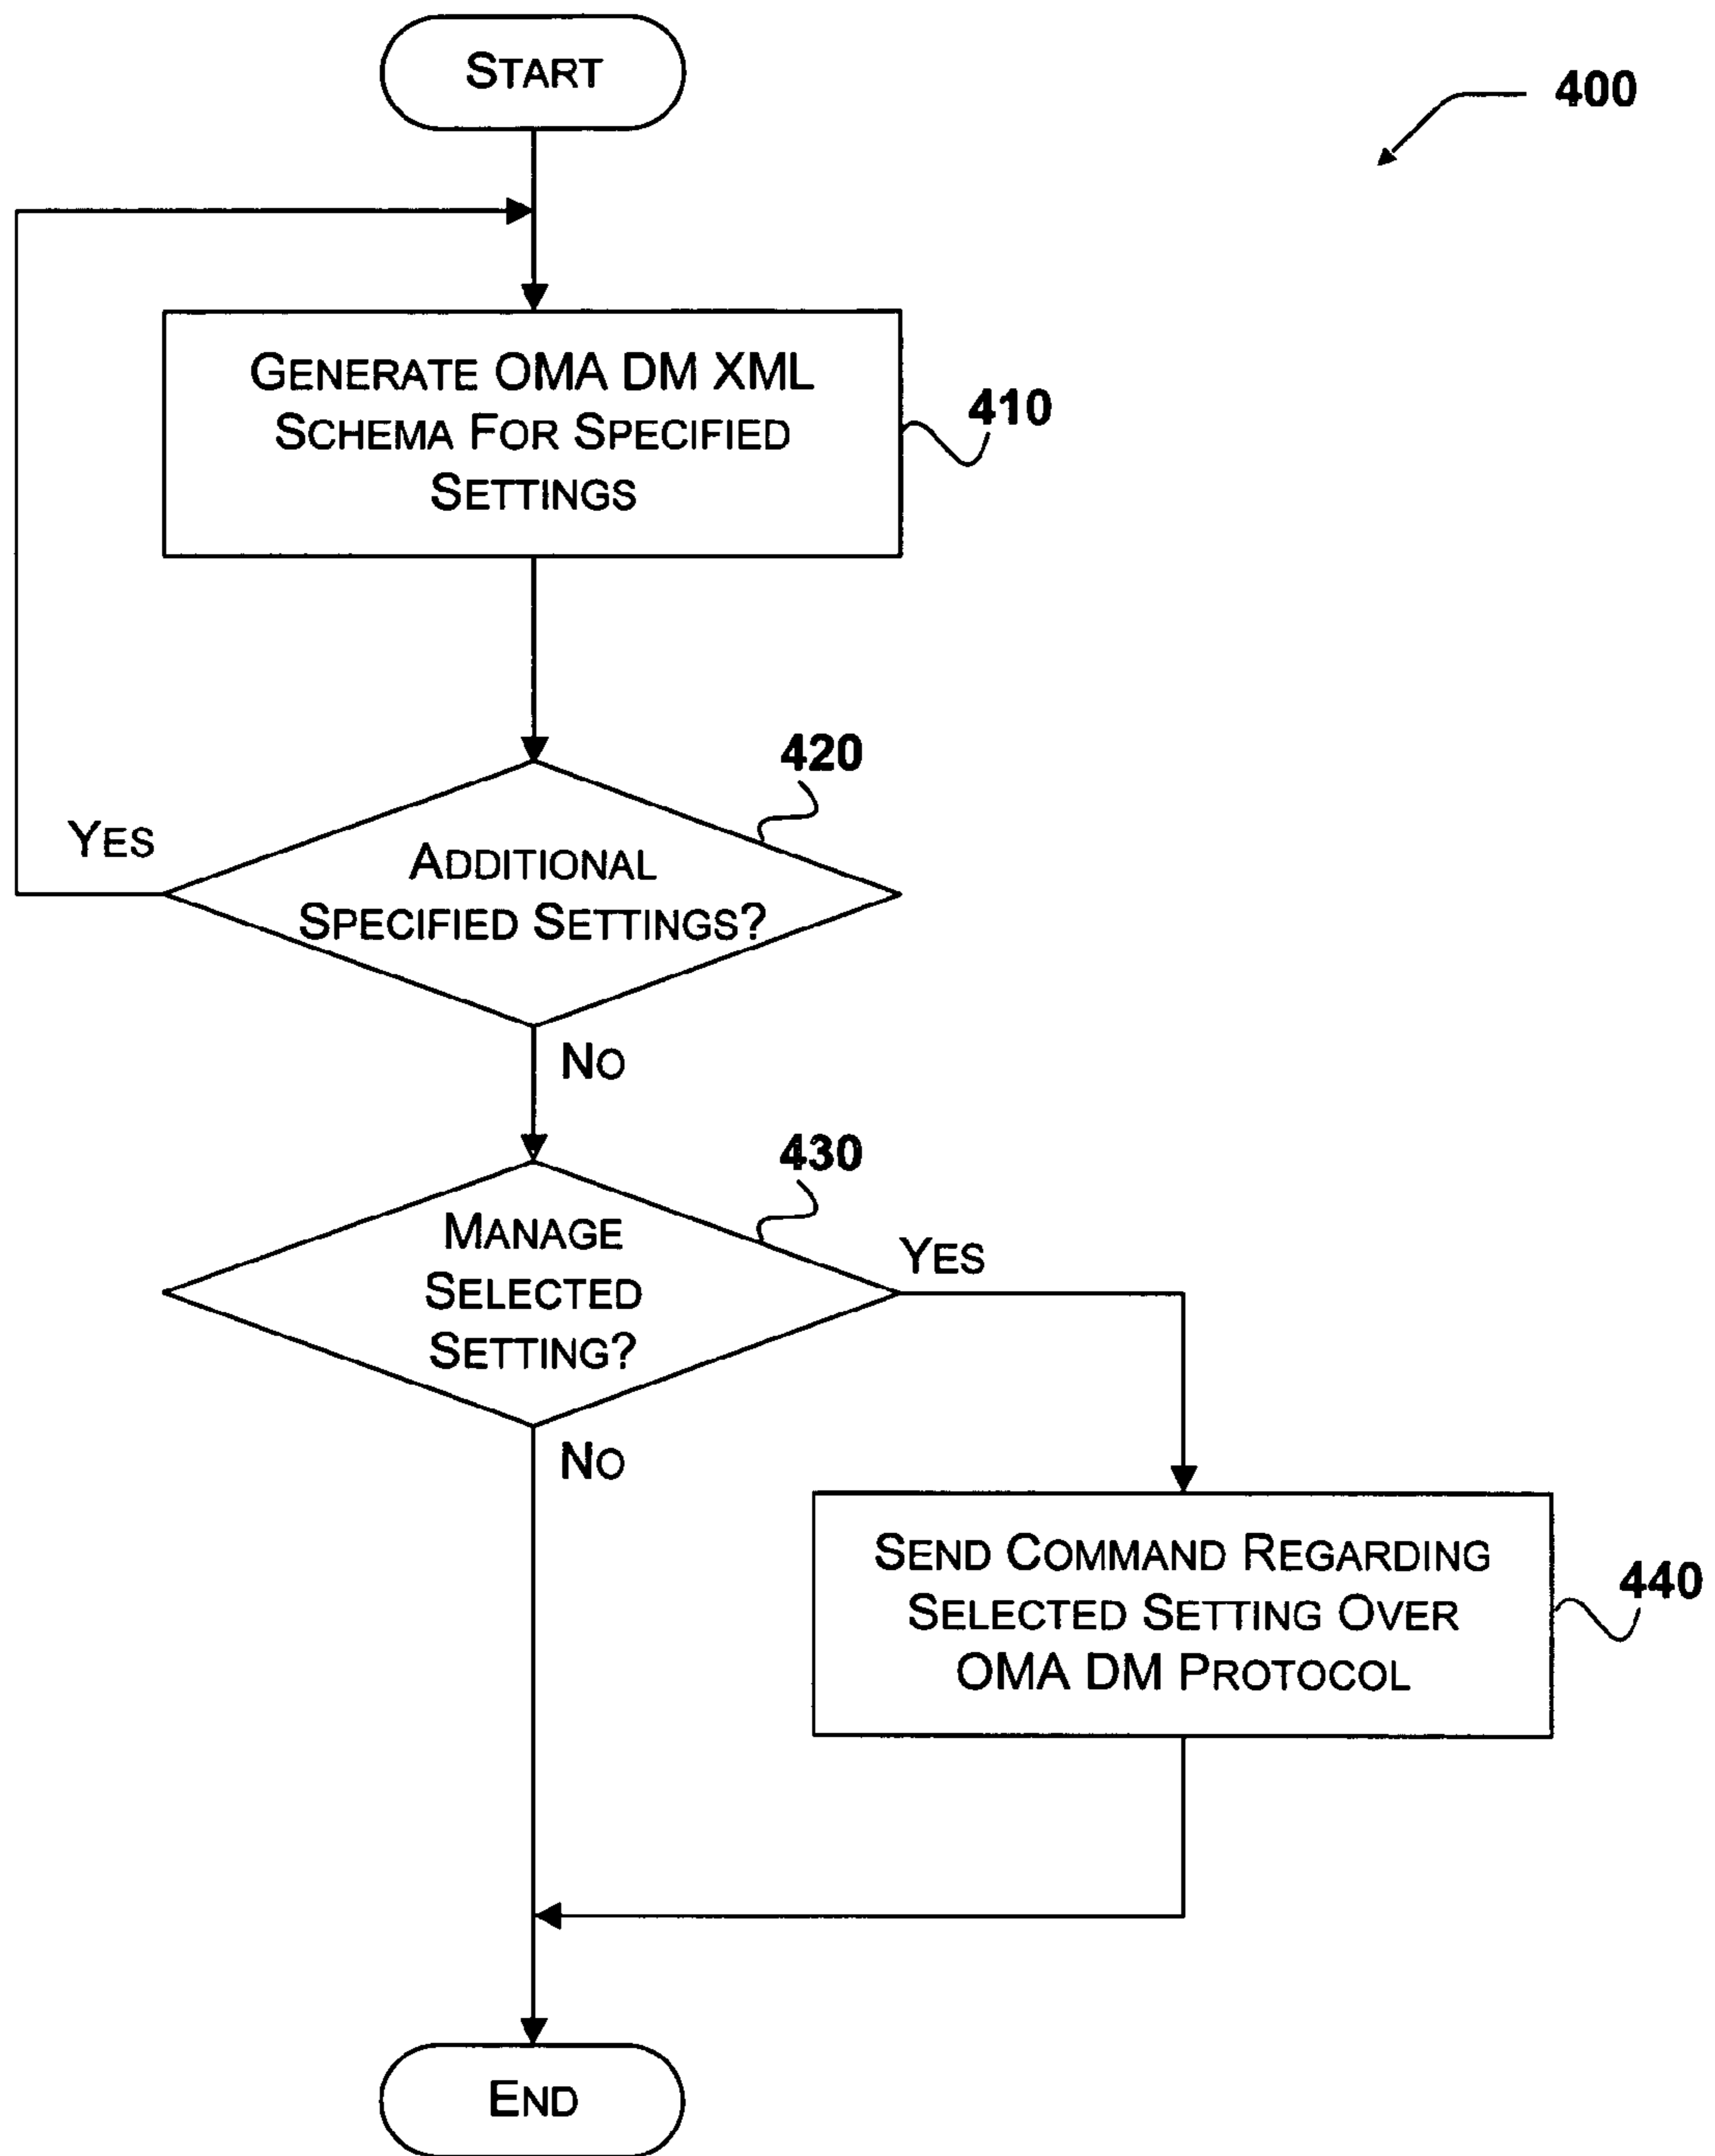 START
400
GENERATE OMA DM XML
SCHEMA FOR SPECIFIED
SETTINGS
410
420
YES
ADDITIONAL
SPECIFIED SETTINGS?
NO
430
MANAGE
SELECTED
SETTING?
YES
NO
SEND COMMAND REGARDING
SELECTED SETTING OVER
OMA DM PROTOCOL
440
END